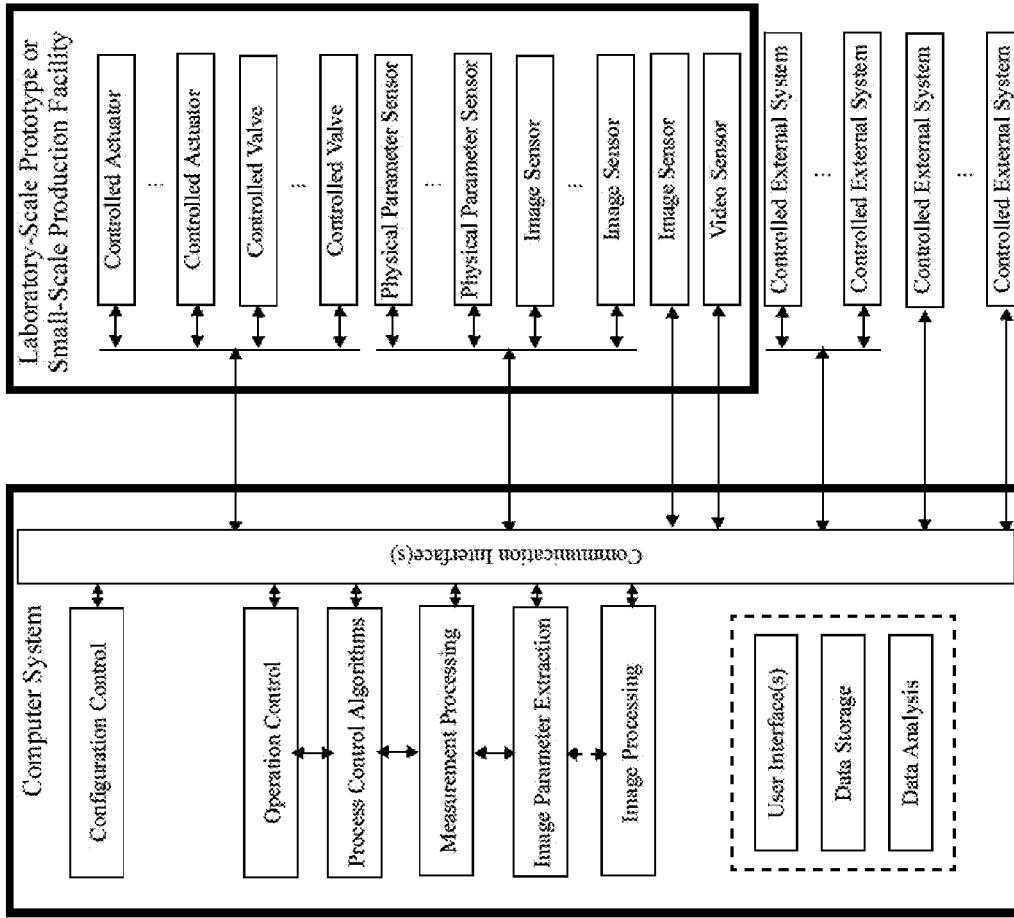 Laboratory-Scale Prototype or
Small-Scale Production Facility
Controlled Actuator
...
Controlled Actuator
Controlled Valve
...
Controlled Valve
Physical Parameter Sensor
...
Physical Parameter Sensor
Image Sensor
...
Image Sensor
Image Sensor
Video Sensor
Controlled External System
...
Controlled External System
Controlled External System
...
Controlled External System
Communication Interface(s)
Computer System
Configuration Control
Operation Control
Process Control Algorithms
Measurement Processing
Image Parameter Extraction
Image Processing
User Interface(s)
Data Storage
Data Analysis